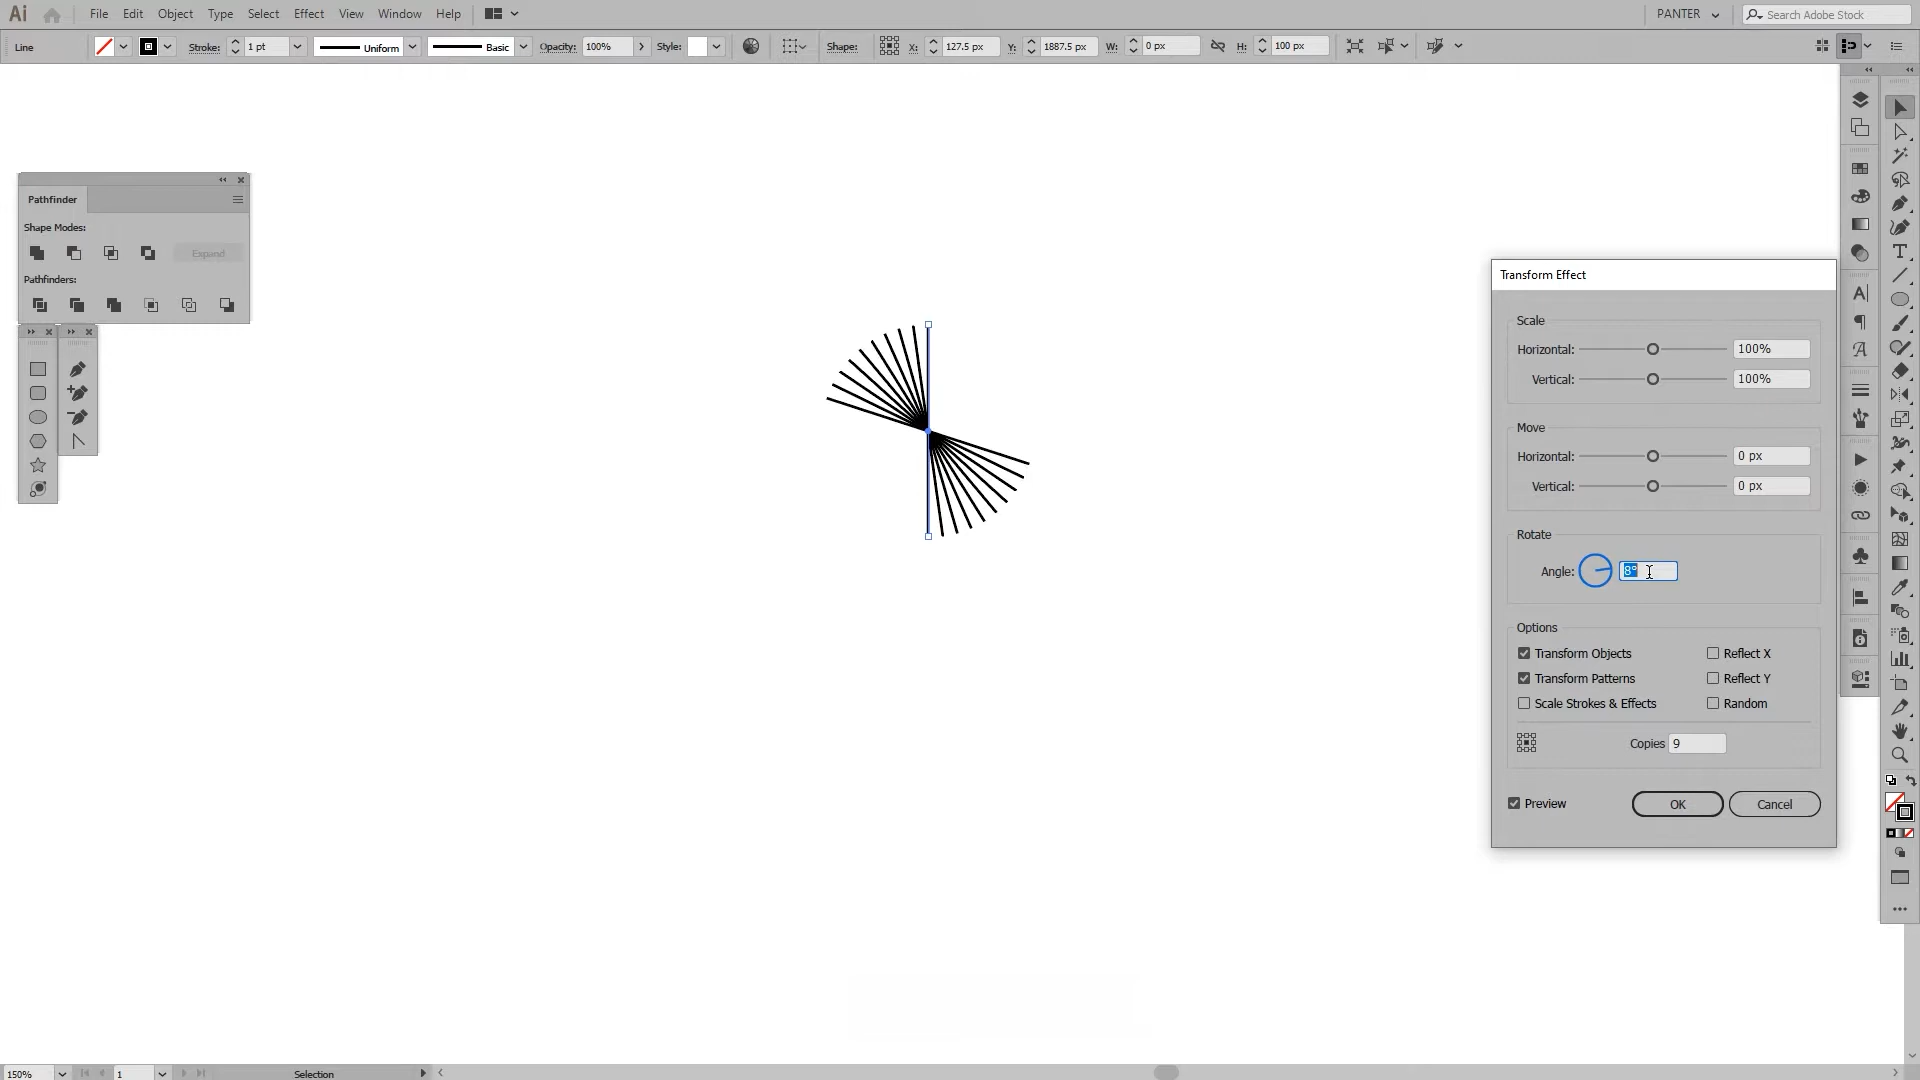 Ai File Edit Object Type Select Effect View Window Help PANTER Search Adobe Stock
Line Stroke: 1 pt Uniform Basic Opacity: 100% Style: Shape: X: 127.5 px Y: 1887.5 px W: 0 px H: 100 px
Pathfinder
Shape Modes:
Expand
Pathfinders:
Transform Effect
Scale
Horizontal: 100%
Vertical: 100%
Move
Horizontal: 0 px
Vertical: 0 px
Rotate
Angle: 8°
Options
Transform Objects Reflect X
Transform Patterns Reflect Y
Scale Strokes & Effects Random
Copies 9
Preview OK Cancel
150% 1 Selection